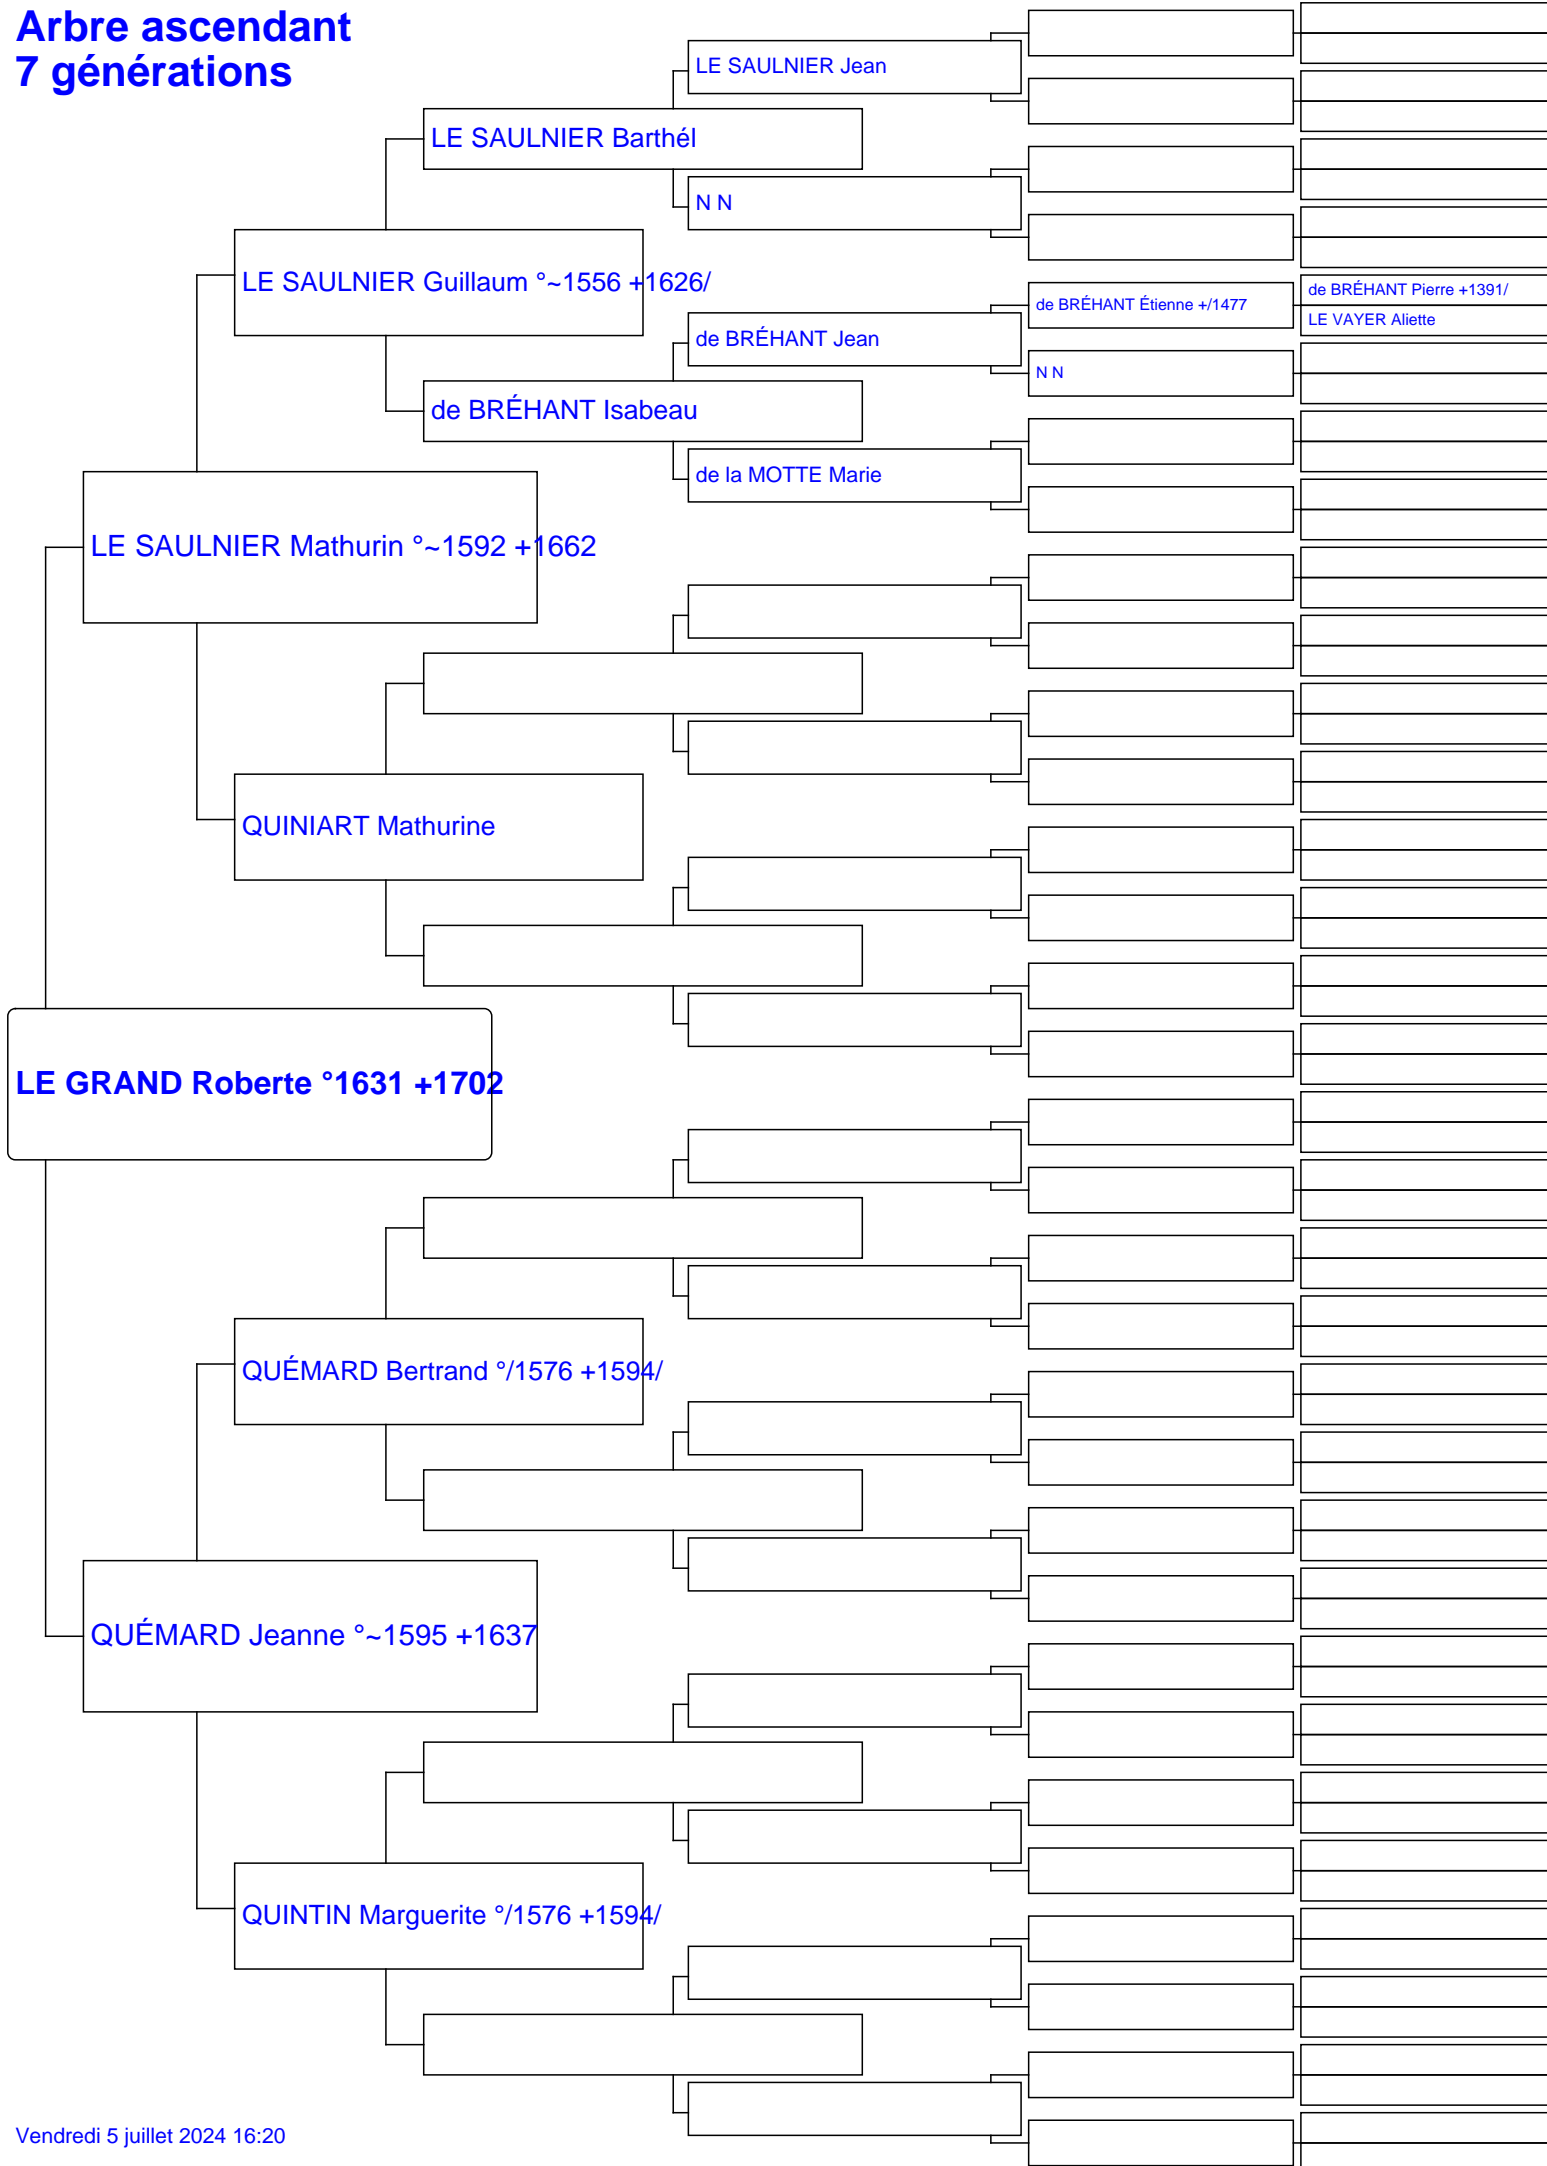 Arbre ascendant
7 générations
LE SAULNIER Jean
LE SAULNIER Barthél
N N
LE SAULNIER Guillaum °~1556 +1626/
de BRÉHANT Pierre +1391/
de BRÉHANT Étienne +/1477
LE VAYER Aliette
de BRÉHANT Jean
N N
de BRÉHANT Isabeau
de la MOTTE Marie
LE SAULNIER Mathurin °~1592 +1662
QUINIART Mathurine
LE GRAND Roberte °1631 +1702
QUÉMARD Bertrand °/1576 +1594/
QUÉMARD Jeanne °~1595 +1637
QUINTIN Marguerite °/1576 +1594/
Vendredi 5 juillet 2024 16:20